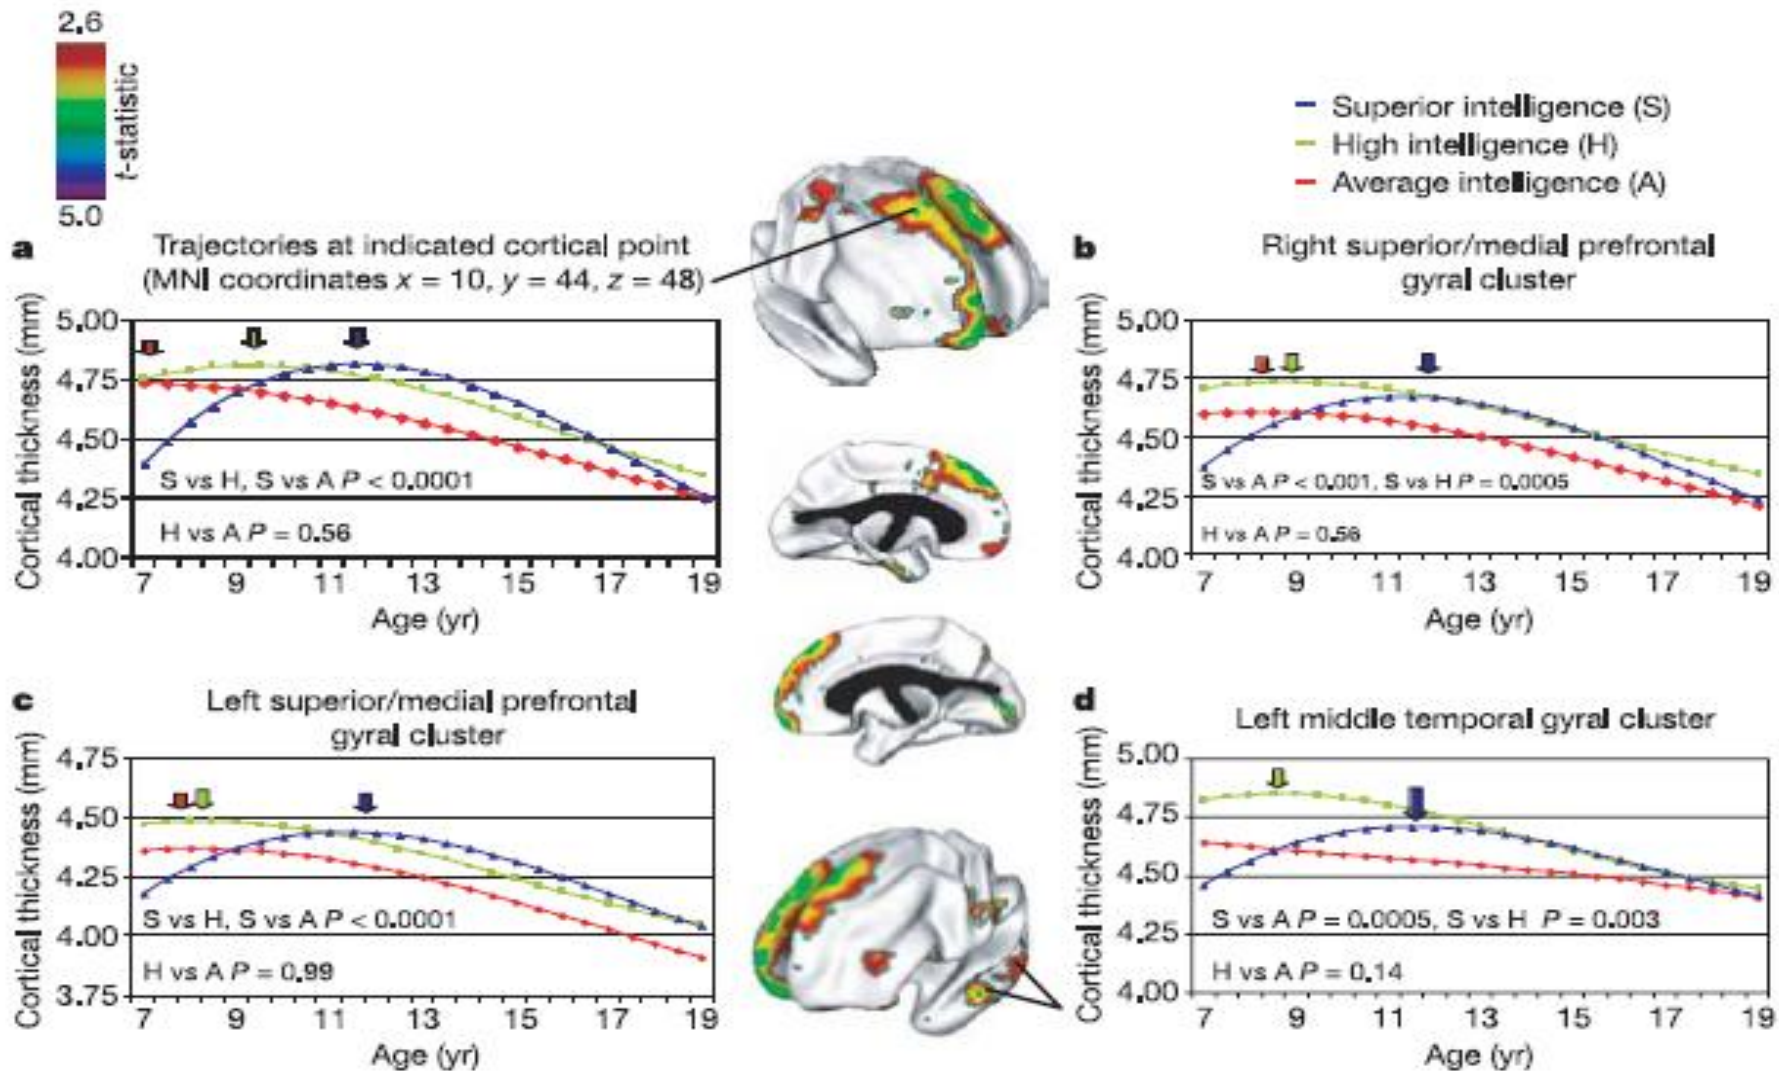 2.6
t-statistic
5.0
Superior intelligence (S)
High intelligence (H)
Average intelligence (A)
a
Trajectories at indicated cortical point
(MNI coordinates x = 10, y = 44, z = 48)
Cortical thickness (mm)
5.00
4.75
4.50
4.25
4.00
S vs H, S vs A P < 0.0001
H vs A P = 0.56
7 9 11 13 15 17 19
Age (yr)
b
Right superior/medial prefrontal
gyral cluster
Cortical thickness (mm)
5.00
4.75
4.50
4.25
4.00
S vs A P < 0.001, S vs H P = 0.0005
H vs A P = 0.56
7 9 11 13 15 17 19
Age (yr)
c
Left superior/medial prefrontal
gyral cluster
Cortical thickness (mm)
4.75
4.50
4.25
4.00
3.75
S vs H, S vs A P < 0.0001
H vs A P = 0.99
7 9 11 13 15 17 19
Age (yr)
d
Left middle temporal gyral cluster
Cortical thickness (mm)
5.00
4.75
4.50
4.25
4.00
S vs A P = 0.0005, S vs H P = 0.003
H vs A P = 0.14
7 9 11 13 15 17 19
Age (yr)